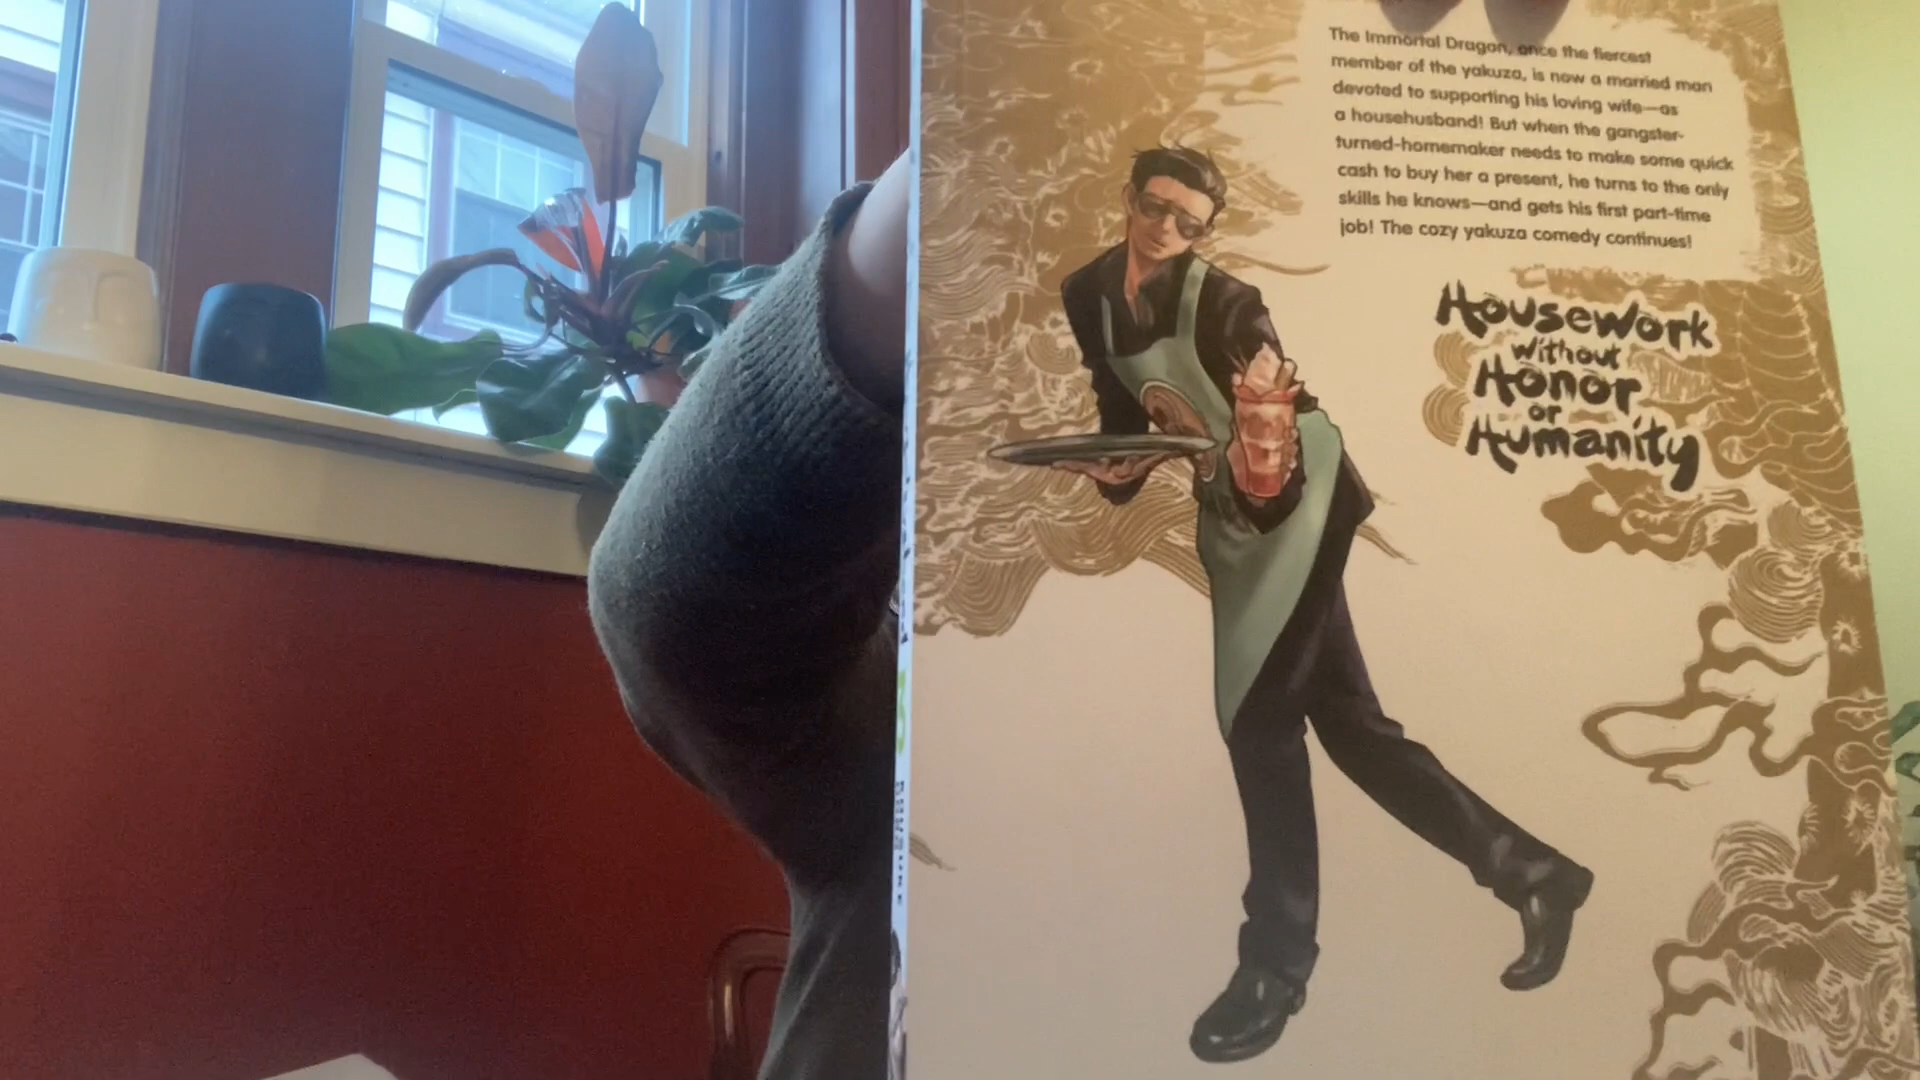 The Immortal Dragon, once the fiercest
member of the yakuza, is now a married man
devoted to supporting his loving wife—as
a househusband! But when the gangster-
turned-homemaker needs to make some quick
cash to buy her a present, he turns to the only
skills he knows—and gets his first part-time
job! The cozy yakuza comedy continues!
Housework
without
Honor
or
Humanity